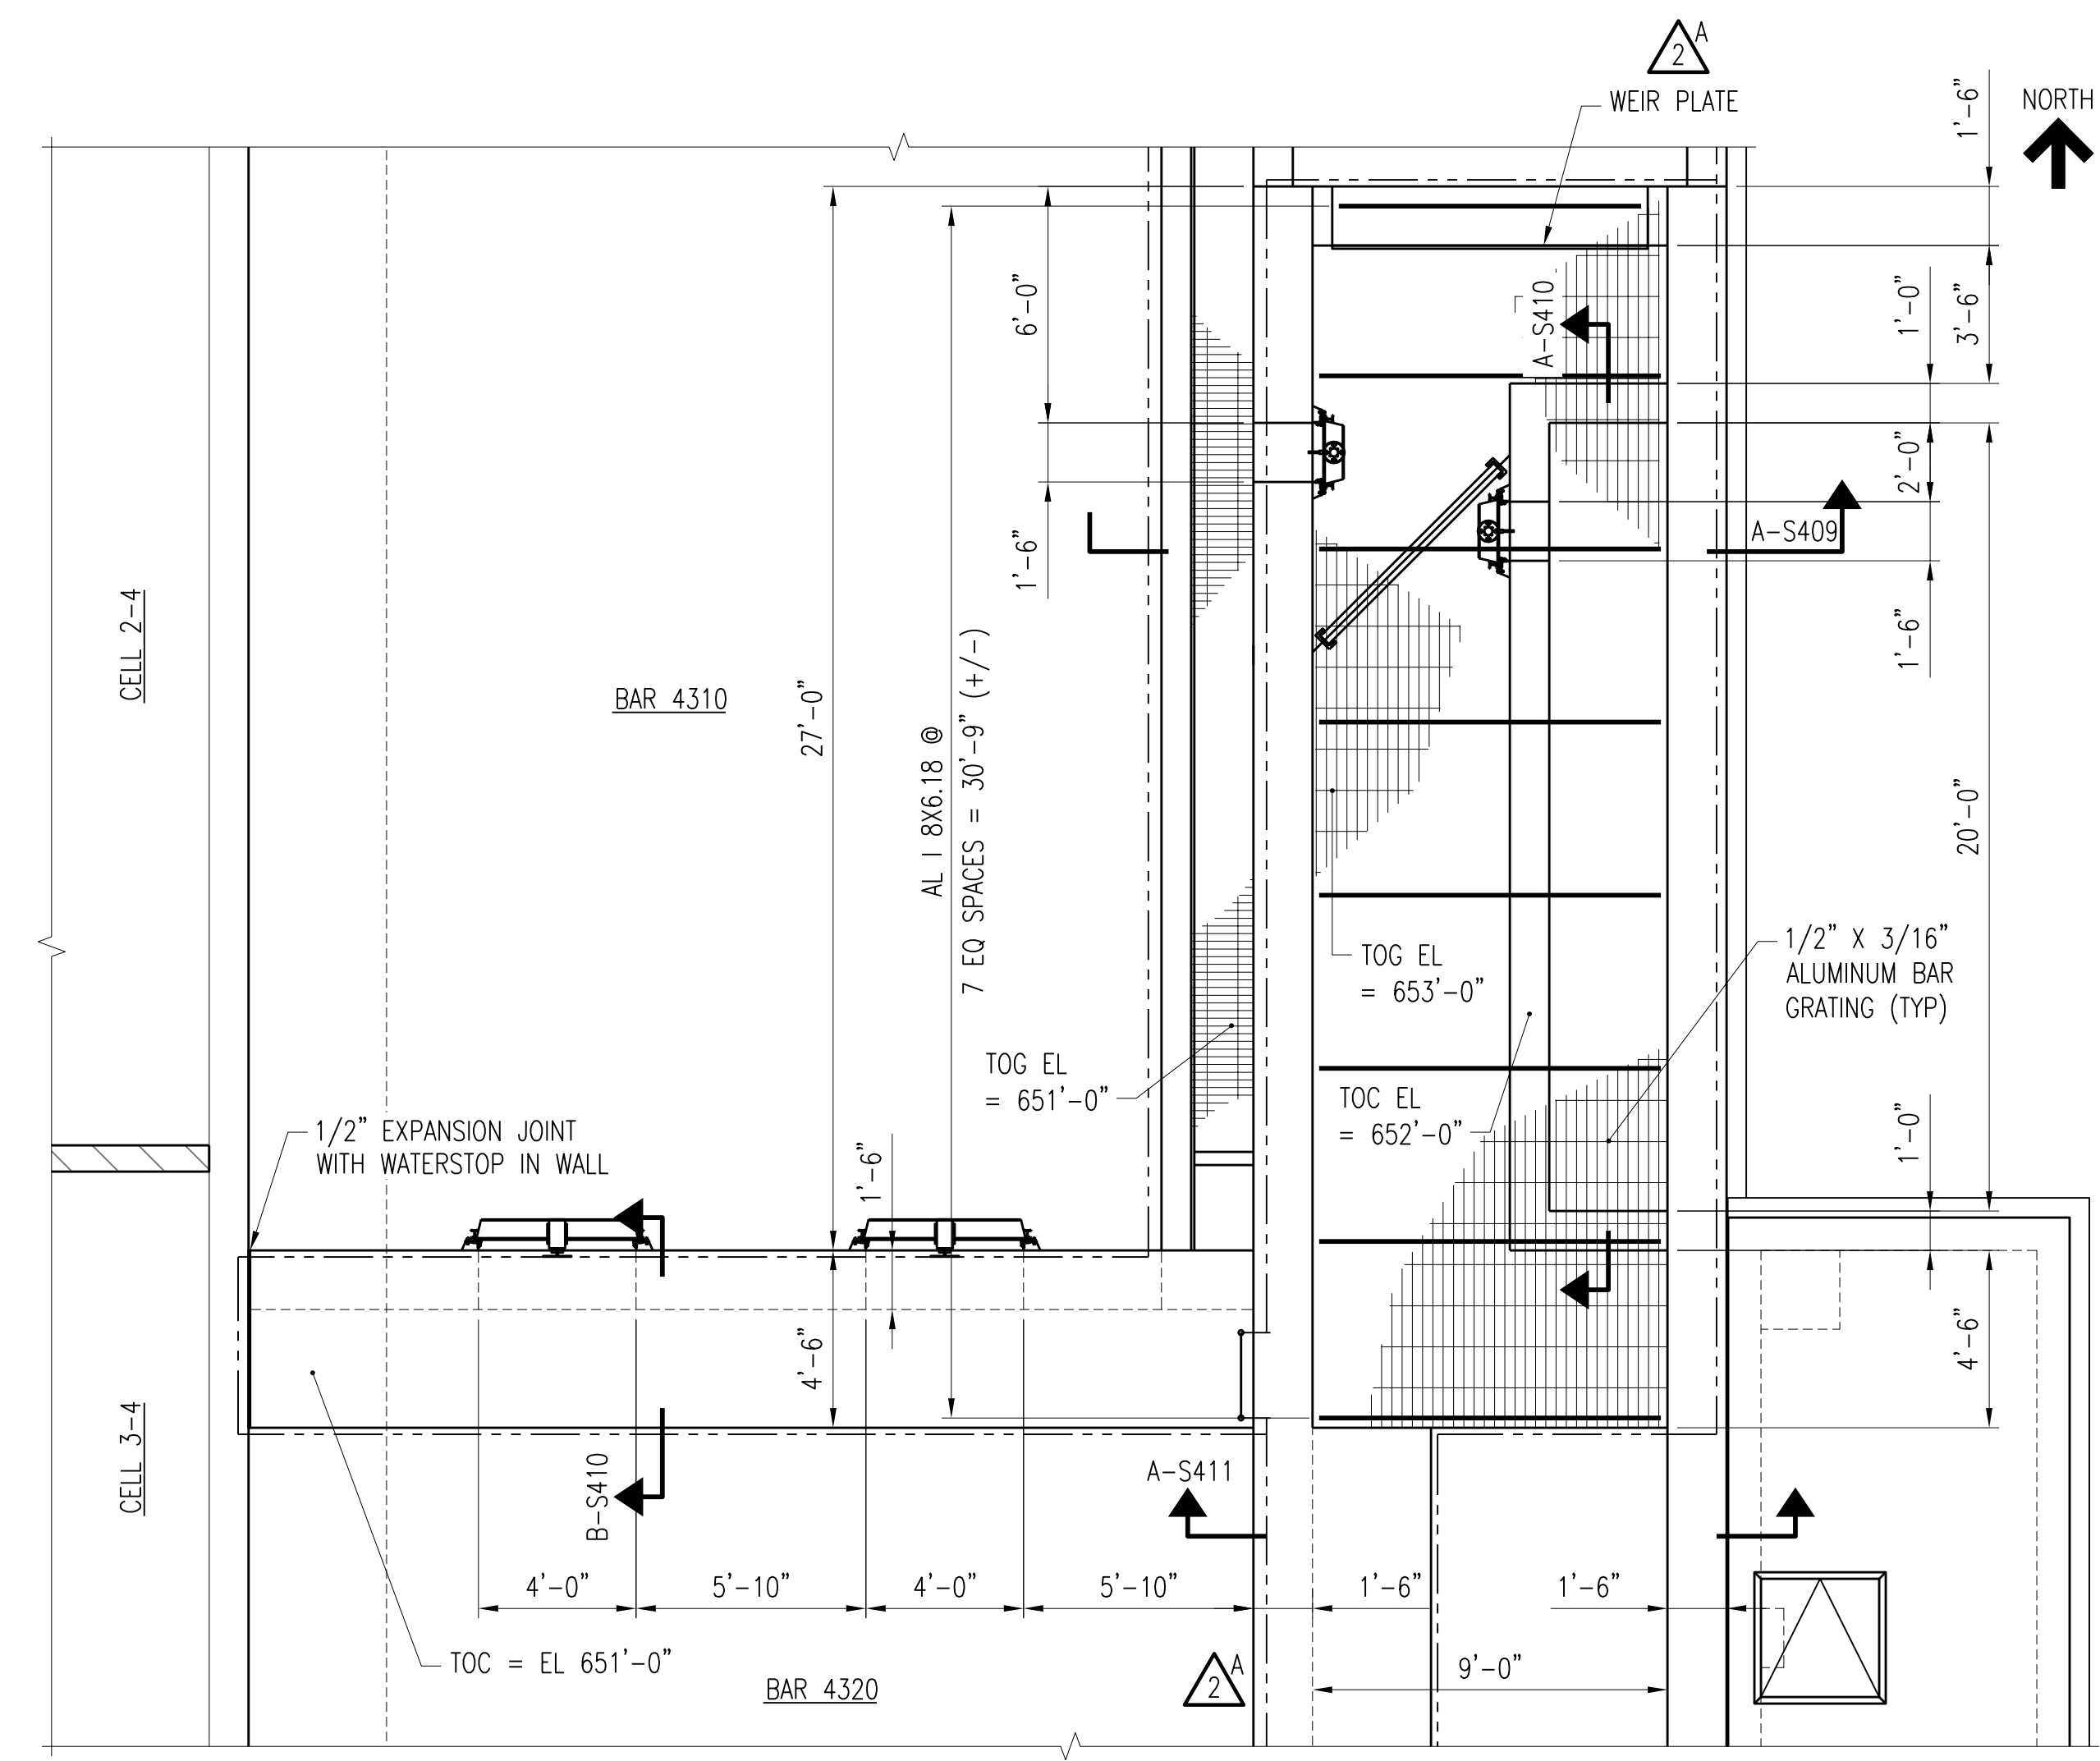 A
2
WEIR PLATE
NORTH
1'-6"
6'-0"
A-S410
1'-0"
3'-6"
2'-0"
A-S409
1'-6"
1'-6"
CELL 2-4
BAR 4310
27'-0"
AL I 8X6.18 @
7 EQ SPACES = 30'-9" (+/-)
20'-0"
TOG EL
= 653'-0"
1/2" X 3/16"
ALUMINUM BAR
GRATING (TYP)
TOG EL
= 651'-0"
TOC EL
= 652'-0"
1/2" EXPANSION JOINT
WITH WATERSTOP IN WALL
1'-6"
1'-0"
4'-6"
4'-6"
CELL 3-4
B-S410
A-S411
4'-0"
5'-10"
4'-0"
5'-10"
1'-6"
1'-6"
TOC = EL 651'-0"
9'-0"
BAR 4320
A
2